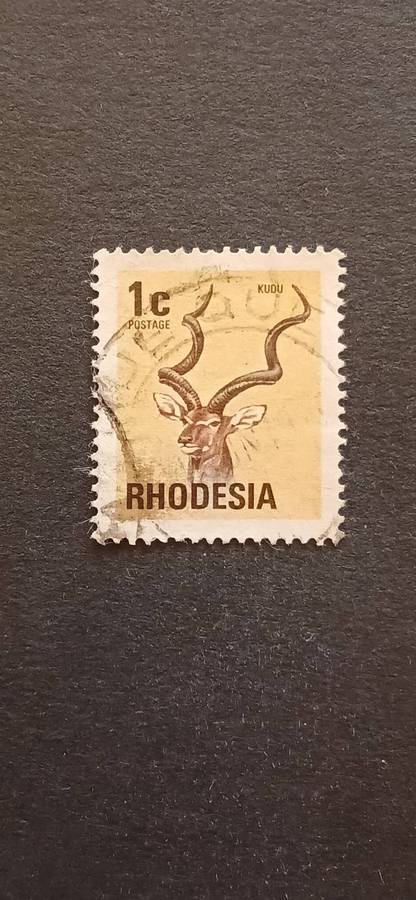 1c
KUDU
POSTAGE
RHODESIA